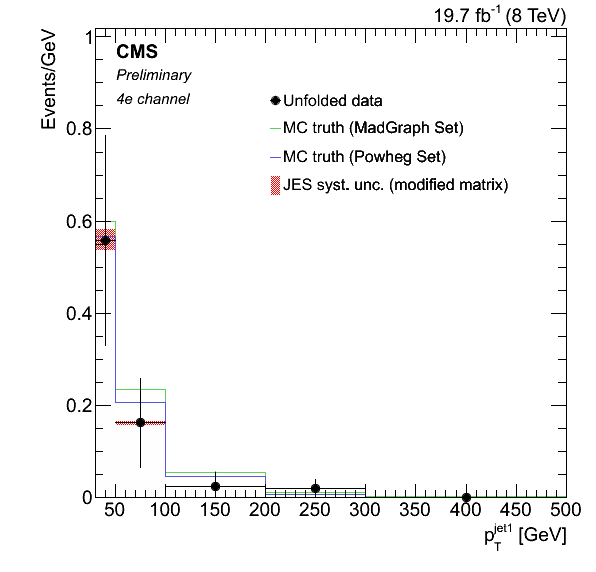 19.7 fb⁻¹ (8 TeV)
Events/GeV
CMS
Preliminary
4e channel
Unfolded data
MC truth (MadGraph Set)
MC truth (Powheg Set)
JES syst. unc. (modified matrix)
1
0.8
0.6
0.4
0.2
0
50 100 150 200 250 300 350 400 450 500
p_T^jet1 [GeV]